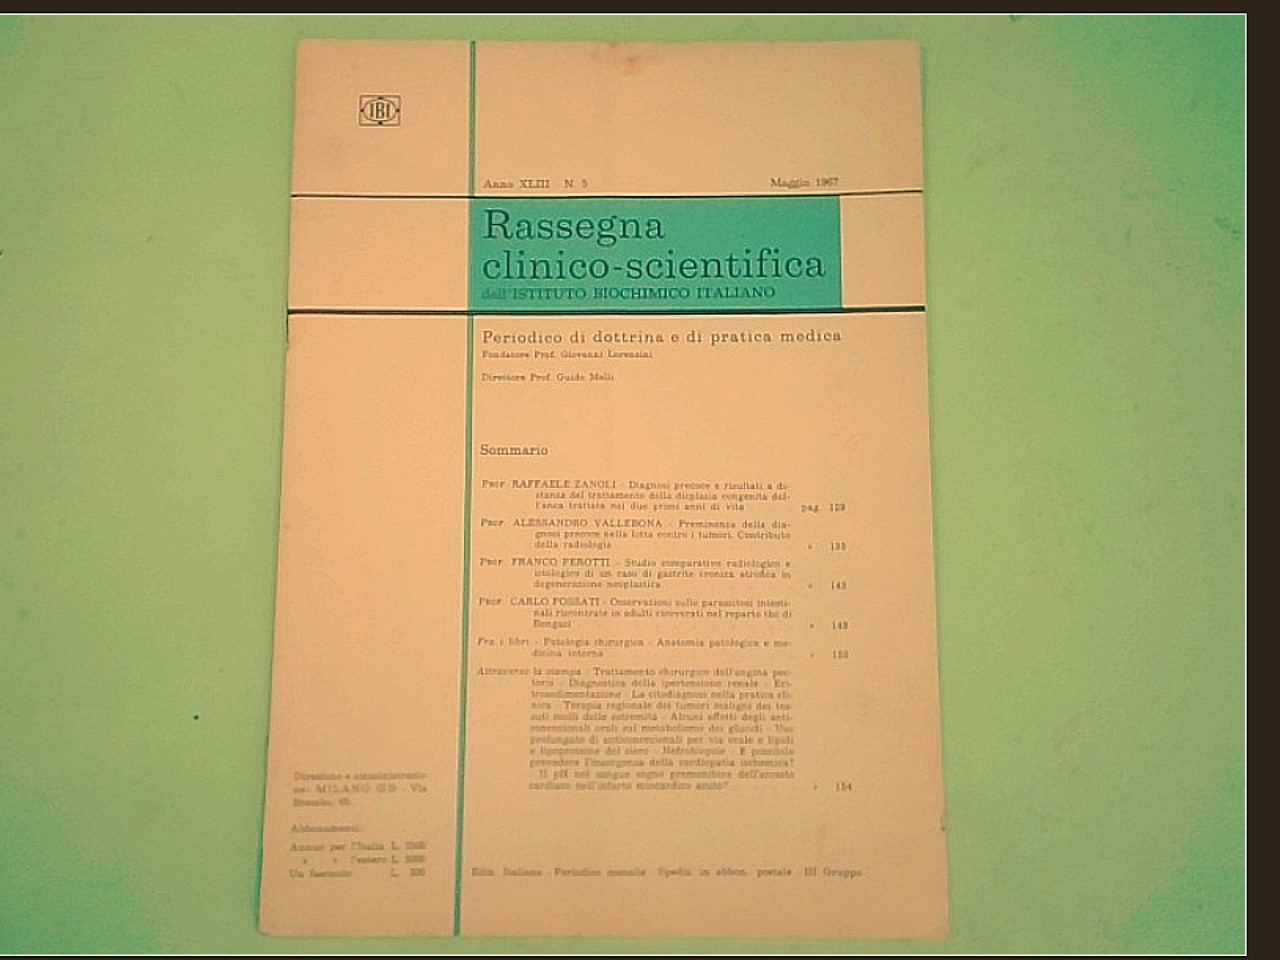 IBI
Anno XLIII N. 5
Maggio 1967
Rassegna
clinico-scientifica
dell'ISTITUTO BIOCHIMICO ITALIANO
Periodico di dottrina e di pratica medica
Fondatore Prof. Giovanni Lorenzini
Direttore Prof. Guido Melli
Sommario
Prof. RAFFAELE ZANOLI - Diagnosi precoce e risultati a di-
stanza del trattamento della displasia congenita del-
l'anca trattata nei due primi anni di vita pag. 129
Prof. ALESSANDRO VALLEBONA - Preminenza della dia-
gnosi precoce nella lotta contro i tumori. Contributo
della radiologia » 135
Prof. FRANCO PEROTTI - Studio comparativo radiologico e
istologico di un caso di gastrite cronica atrofica in
degenerazione neoplastica » 143
Prof. CARLO FOSSATI - Osservazioni sulle parassitosi intesti-
nali riscontrate in adulti ricoverati nel reparto tbc di
Bengasi » 148
Fra i libri - Patologia chirurgica - Anatomia patologica e me-
dicina interna » 153
Attraverso la stampa - Trattamento chirurgico dell'angina pec-
toris - Diagnostica della ipertensione renale - Eri-
trosedimentazione - La citodiagnosi nella pratica cli-
nica - Terapia regionale dei tumori maligni dei tes-
suti molli delle estremità - Alcuni effetti degli anti-
concezionali orali sul metabolismo dei glucidi - Uso
prolungato di anticoncezionali per via orale e lipidi
e lipoproteine del siero - Nefrobiopsie - È possibile
prevedere l'insorgenza della cardiopatia ischemica?
- Il pH nel sangue segno premonitore dell'arresto
cardiaco nell'infarto miocardico acuto? » 154
Direzione e amministrazio-
ne: MILANO - Via
Abbonamenti:
Annuo per l'Italia L.
» » l'estero L.
Un fascicolo L.
Ediz. Italiana - Periodico mensile - Spediz. in abbon. postale - III Gruppo